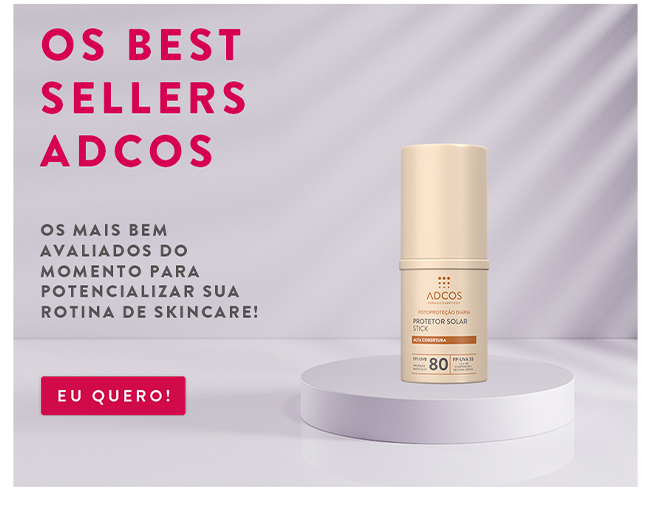 OS BEST
SELLERS
ADCOS
OS MAIS BEM
AVALIADOS DO
MOMENTO PARA
POTENCIALIZAR SUA
ROTINA DE SKINCARE!
EU QUERO!
ADCOS
FOTOPROTEÇÃO DIÁRIA
PROTETOR SOLAR
STICK
ALTA COBERTURA
FPS UVB
80
FP-UVA 35